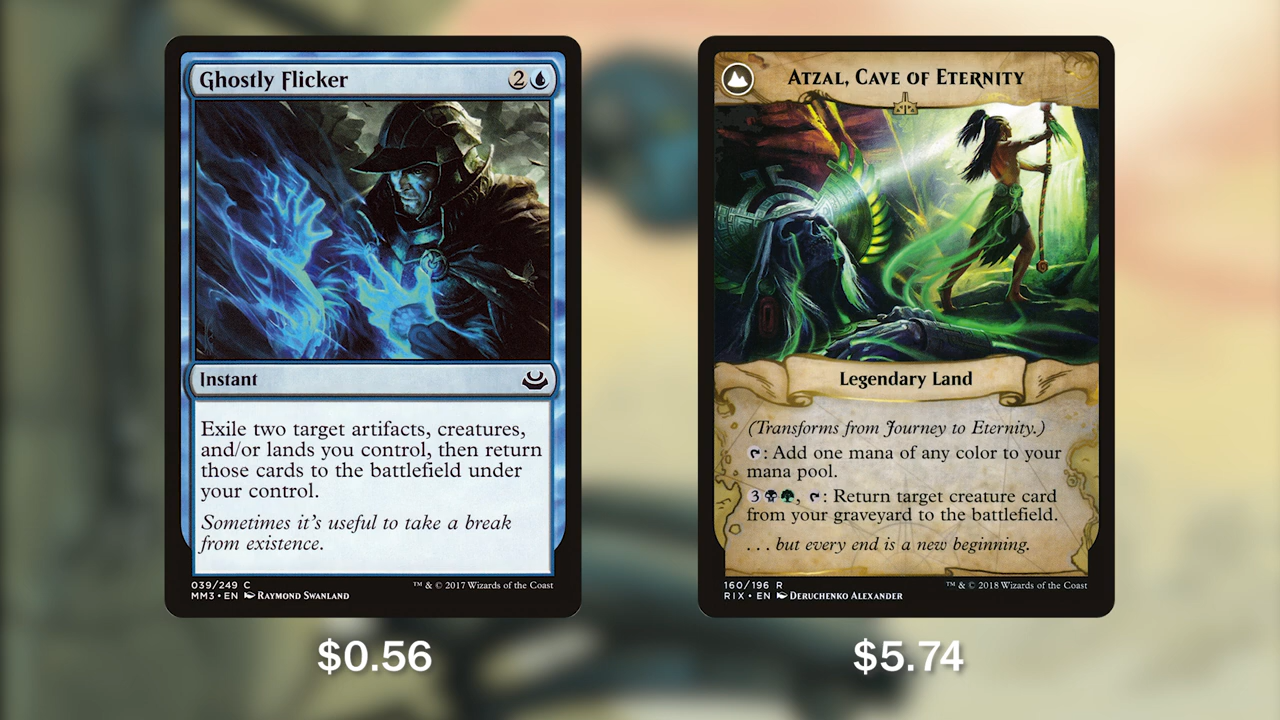 Ghostly Flicker 2
Instant
Exile two target artifacts, creatures,
and/or lands you control, then return
those cards to the battlefield under
your control.
Sometimes it's useful to take a break
from existence.
039/249 C
MM3 • EN Raymond Swanland
™ & © 2017 Wizards of the Coast
$0.56
Atzal, Cave of Eternity
Legendary Land
(Transforms from Journey to Eternity.)
: Add one mana of any color to your
mana pool.
3 , : Return target creature card
from your graveyard to the battlefield.
. . . but every end is a new beginning.
160/196 R
RIX • EN Deruchenko Alexander
™ & © 2018 Wizards of the Coast
$5.74